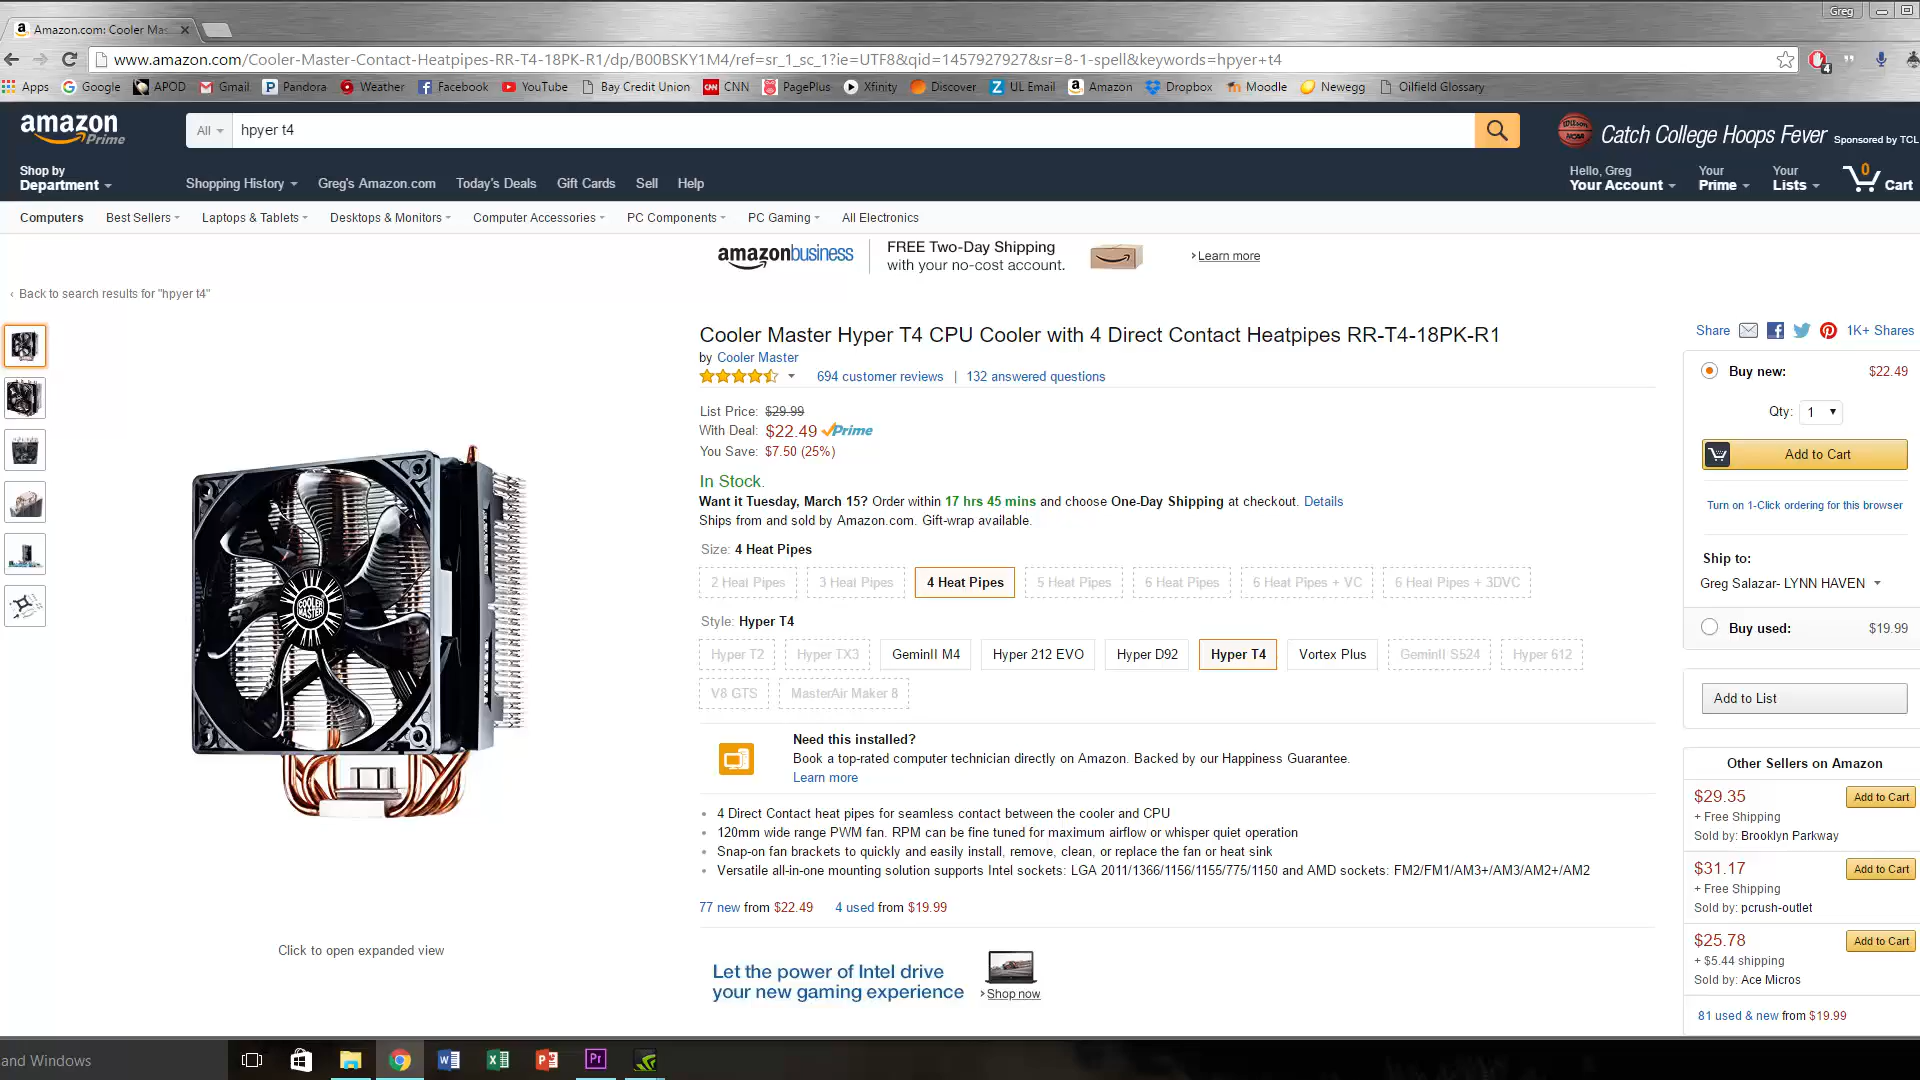 Greg
Amazon.com: Cooler Mas
www.amazon.com/Cooler-Master-Contact-Heatpipes-RR-T4-18PK-R1/dp/B00BSKY1M4/ref=sr_1_sc_1?ie=UTF8&qid=1457927927&sr=8-1-spell&keywords=hpyer+t4
4
Apps Google APOD Gmail Pandora Weather Facebook YouTube Bay Credit Union CNN PagePlus Xfinity Discover UL Email Amazon Dropbox Moodle Newegg Oilfield Glossary
amazon Prime
All hpyer t4
Catch College Hoops Fever Sponsored by TCL
Shop by
Department
Shopping History Greg's Amazon.com Today's Deals Gift Cards Sell Help
Hello, Greg
Your Account
Your
Prime
Your
Lists
0 Cart
Computers Best Sellers Laptops & Tablets Desktops & Monitors Computer Accessories PC Components PC Gaming All Electronics
amazonbusiness
FREE Two-Day Shipping
with your no-cost account.
› Learn more
‹ Back to search results for "hpyer t4"
Cooler Master Hyper T4 CPU Cooler with 4 Direct Contact Heatpipes RR-T4-18PK-R1
by Cooler Master
694 customer reviews | 132 answered questions
List Price: $29.99
With Deal: $22.49 Prime
You Save: $7.50 (25%)
In Stock.
Want it Tuesday, March 15? Order within 17 hrs 45 mins and choose One-Day Shipping at checkout. Details
Ships from and sold by Amazon.com. Gift-wrap available.
Size: 4 Heat Pipes
2 Heat Pipes 3 Heat Pipes 4 Heat Pipes 5 Heat Pipes 6 Heat Pipes 6 Heat Pipes + VC 6 Heat Pipes + 3DVC
Style: Hyper T4
Hyper T2 Hyper TX3 GeminII M4 Hyper 212 EVO Hyper D92 Hyper T4 Vortex Plus GeminII S524 Hyper 612
V8 GTS MasterAir Maker 8
Need this installed?
Book a top-rated computer technician directly on Amazon. Backed by our Happiness Guarantee.
Learn more
• 4 Direct Contact heat pipes for seamless contact between the cooler and CPU
• 120mm wide range PWM fan. RPM can be fine tuned for maximum airflow or whisper quiet operation
• Snap-on fan brackets to quickly and easily install, remove, clean, or replace the fan or heat sink
• Versatile all-in-one mounting solution supports Intel sockets: LGA 2011/1366/1156/1155/775/1150 and AMD sockets: FM2/FM1/AM3+/AM3/AM2+/AM2
77 new from $22.49 4 used from $19.99
COOLER
MASTER
Click to open expanded view
Let the power of Intel drive
your new gaming experience
› Shop now
Share 1K+ Shares
Buy new: $22.49
Qty: 1
Add to Cart
Turn on 1-Click ordering for this browser
Ship to:
Greg Salazar- LYNN HAVEN
Buy used: $19.99
Add to List
Other Sellers on Amazon
$29.35 Add to Cart
+ Free Shipping
Sold by: Brooklyn Parkway
$31.17 Add to Cart
+ Free Shipping
Sold by: pcrush-outlet
$25.78 Add to Cart
+ $5.44 shipping
Sold by: Ace Micros
81 used & new from $19.99
and Windows